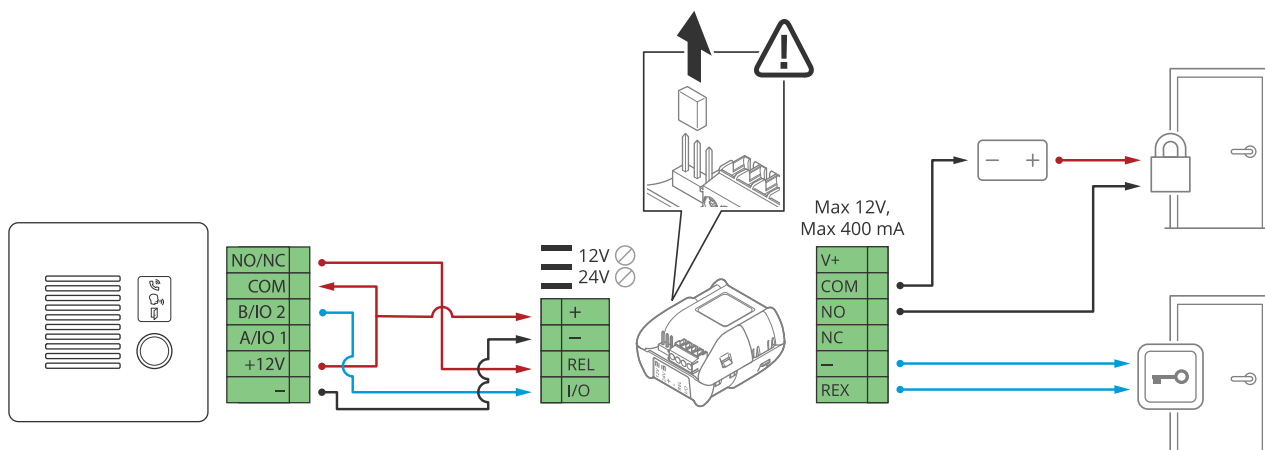 NO/NC
COM
B/IO 2
A/IO 1
+12V
–
12V
24V
+
–
REL
I/O
Max 12V,
Max 400 mA
V+
COM
NO
NC
–
REX
– +